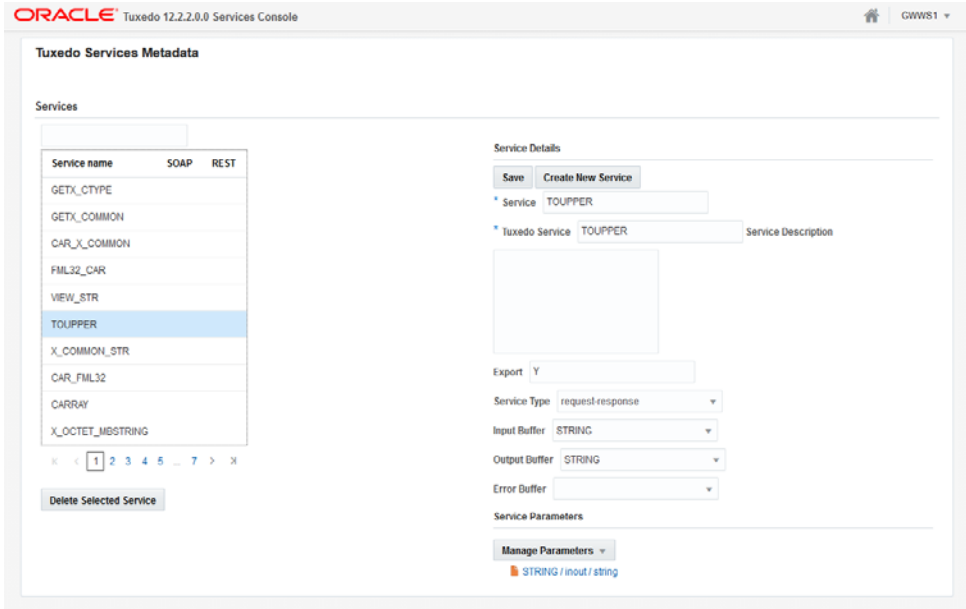 ORACLE Tuxedo 12.2.2.0.0 Services Console GWWS1
Tuxedo Services Metadata
Services
Service name SOAP REST
GETX_CTYPE
GETX_COMMON
CAR_X_COMMON
FML32_CAR
VIEW_STR
TOUPPER
X_COMMON_STR
CAR_FML32
CARRAY
X_OCTET_MBSTRING
1 2 3 4 5 ... 7
Delete Selected Service
Service Details
Save Create New Service
* Service TOUPPER
* Tuxedo Service TOUPPER Service Description
Export Y
Service Type request-response
Input Buffer STRING
Output Buffer STRING
Error Buffer
Service Parameters
Manage Parameters
STRING / inout / string